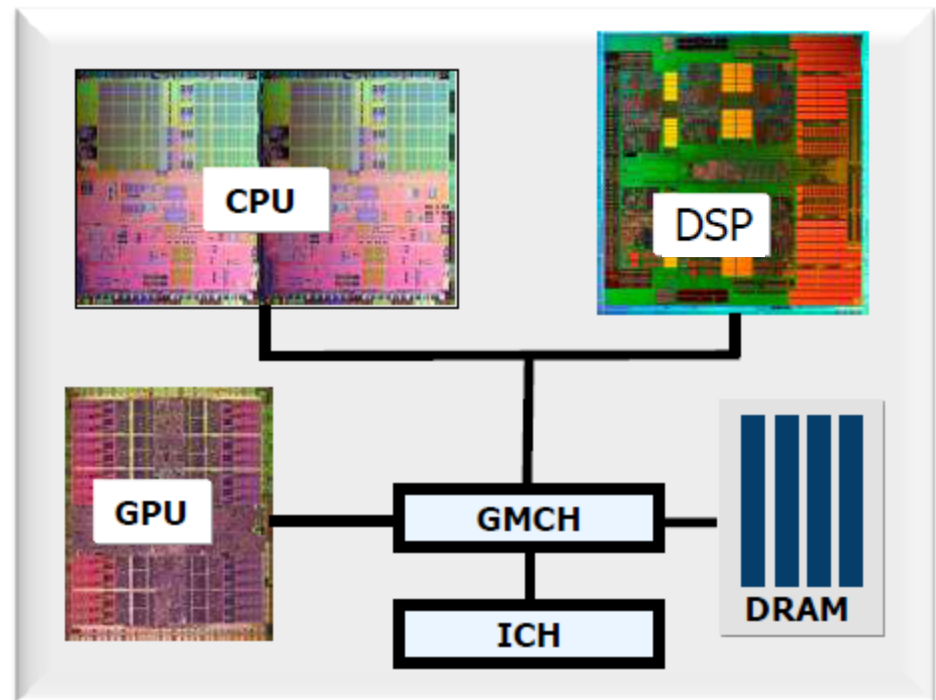 CPU
DSP
GPU
GMCH
DRAM
ICH